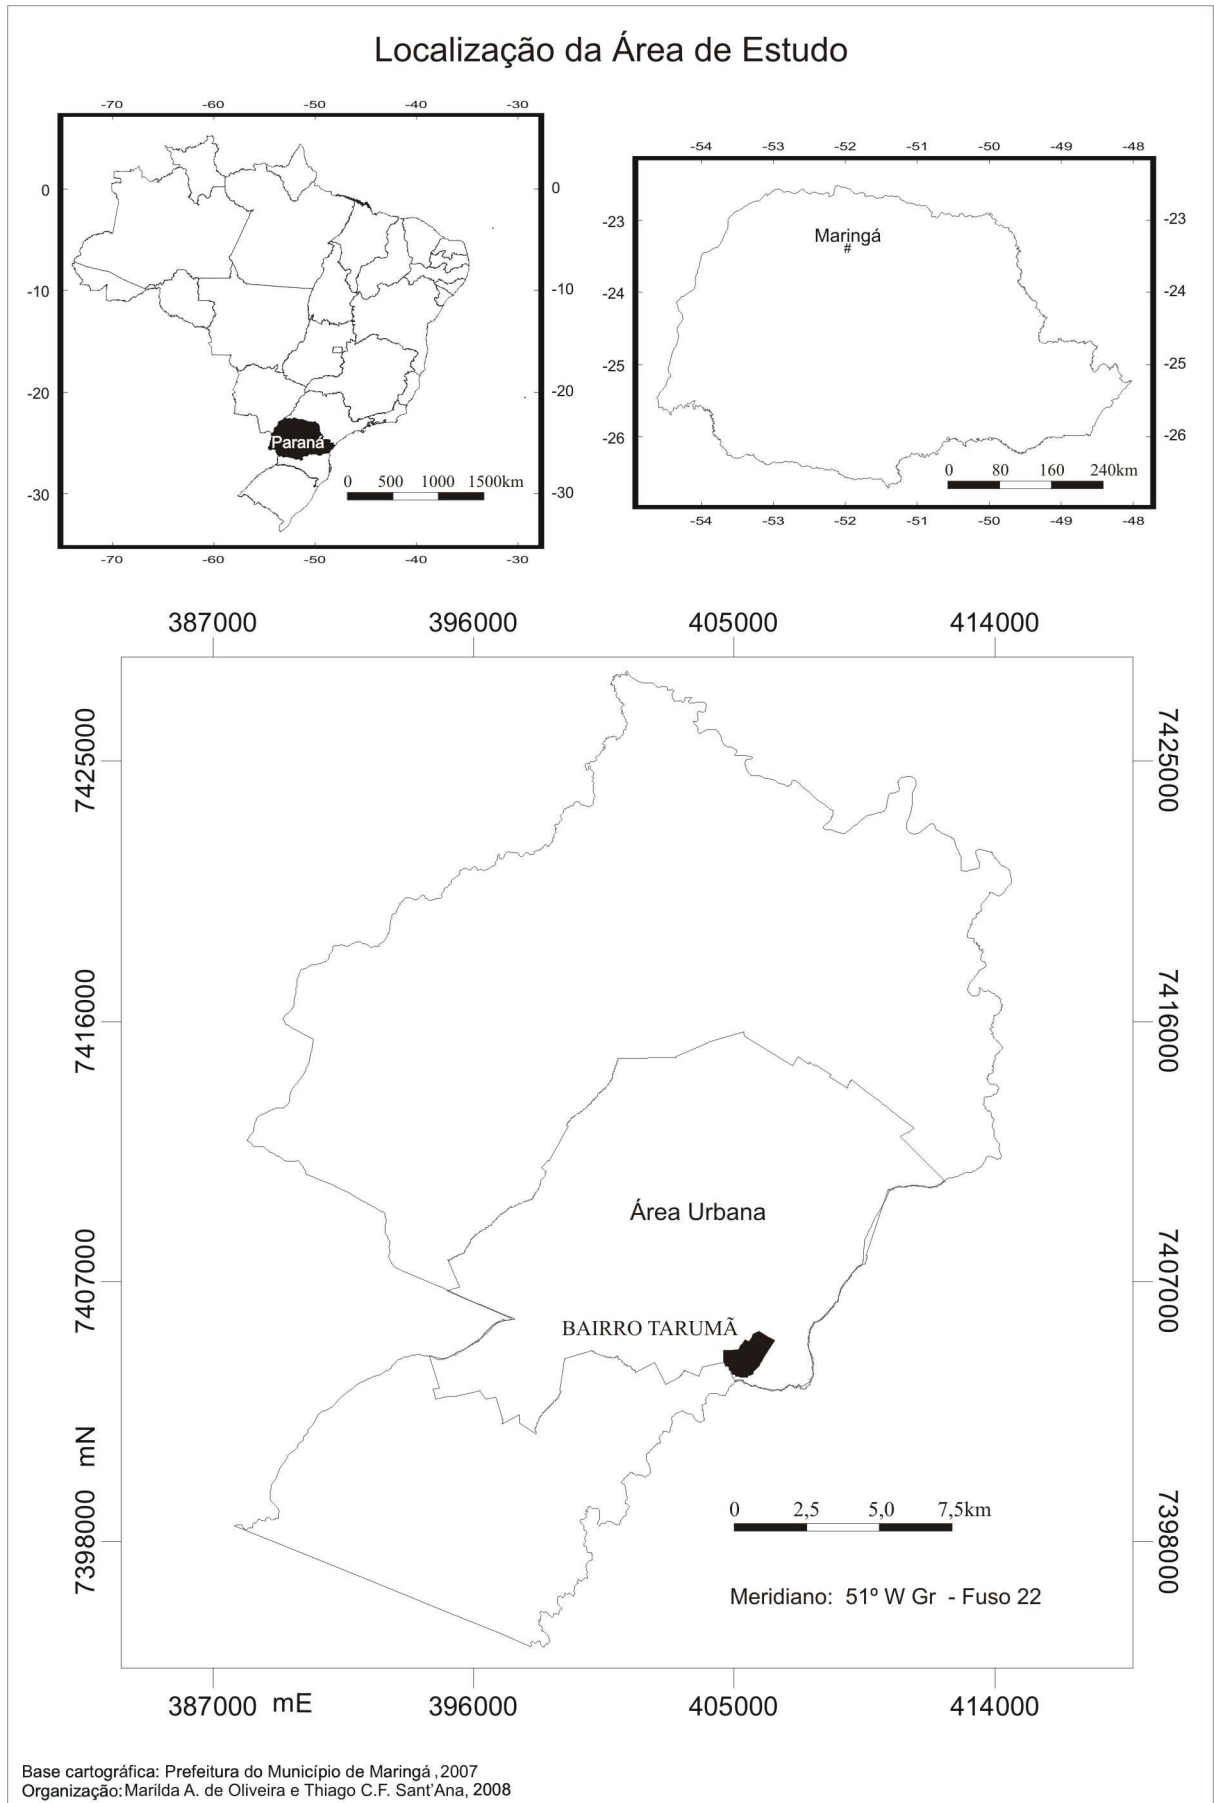 Localização da Área de Estudo
-70 -60 -50 -40 -30
0 0
-10 -10
-20 -20
Paraná
0 500 1000 1500km
-30 -30
-70 -60 -50 -40 -30
-54 -53 -52 -51 -50 -49 -48
-23 -23
Maringá
#
-24 -24
-25 -25
-26 -26
0 80 160 240km
-54 -53 -52 -51 -50 -49 -48
387000 396000 405000 414000
7425000 7425000
7416000 7416000
Área Urbana
7407000 7407000
BAIRRO TARUMÃ
7398000 mN 7398000
0 2,5 5,0 7,5km
Meridiano: 51º W Gr - Fuso 22
387000 mE 396000 405000 414000
Base cartográfica: Prefeitura do Município de Maringá, 2007
Organização: Marilda A. de Oliveira e Thiago C.F. Sant'Ana, 2008